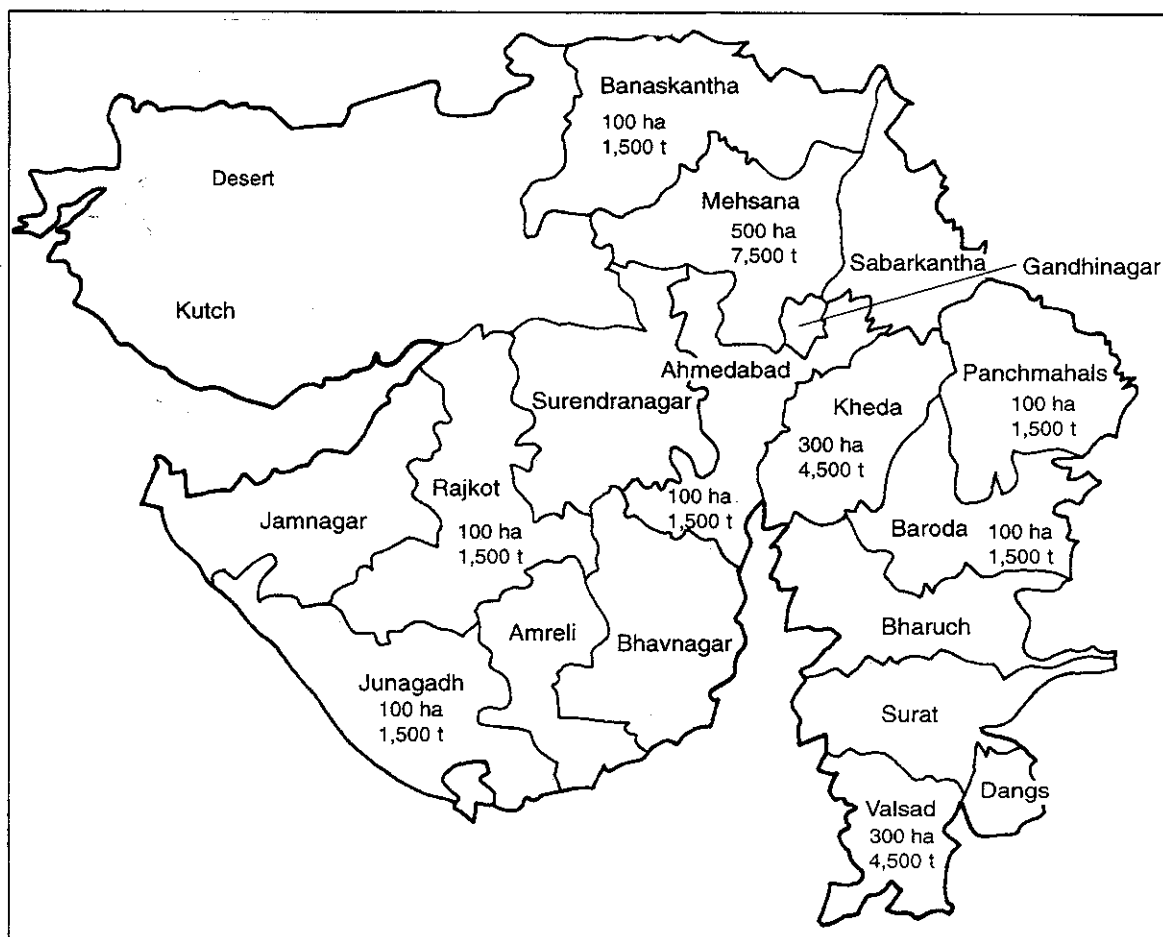 Banaskantha
100 ha
1,500 t
Desert
Mehsana
500 ha
7,500 t
Sabarkantha
Gandhinagar
Kutch
Ahmedabad
Panchmahals
100 ha
1,500 t
Surendranagar
Kheda
300 ha
4,500 t
Rajkot
100 ha
1,500 t
100 ha
1,500 t
Jamnagar
Baroda
100 ha
1,500 t
Amreli
Bhavnagar
Bharuch
Junagadh
100 ha
1,500 t
Surat
Dangs
Valsad
300 ha
4,500 t